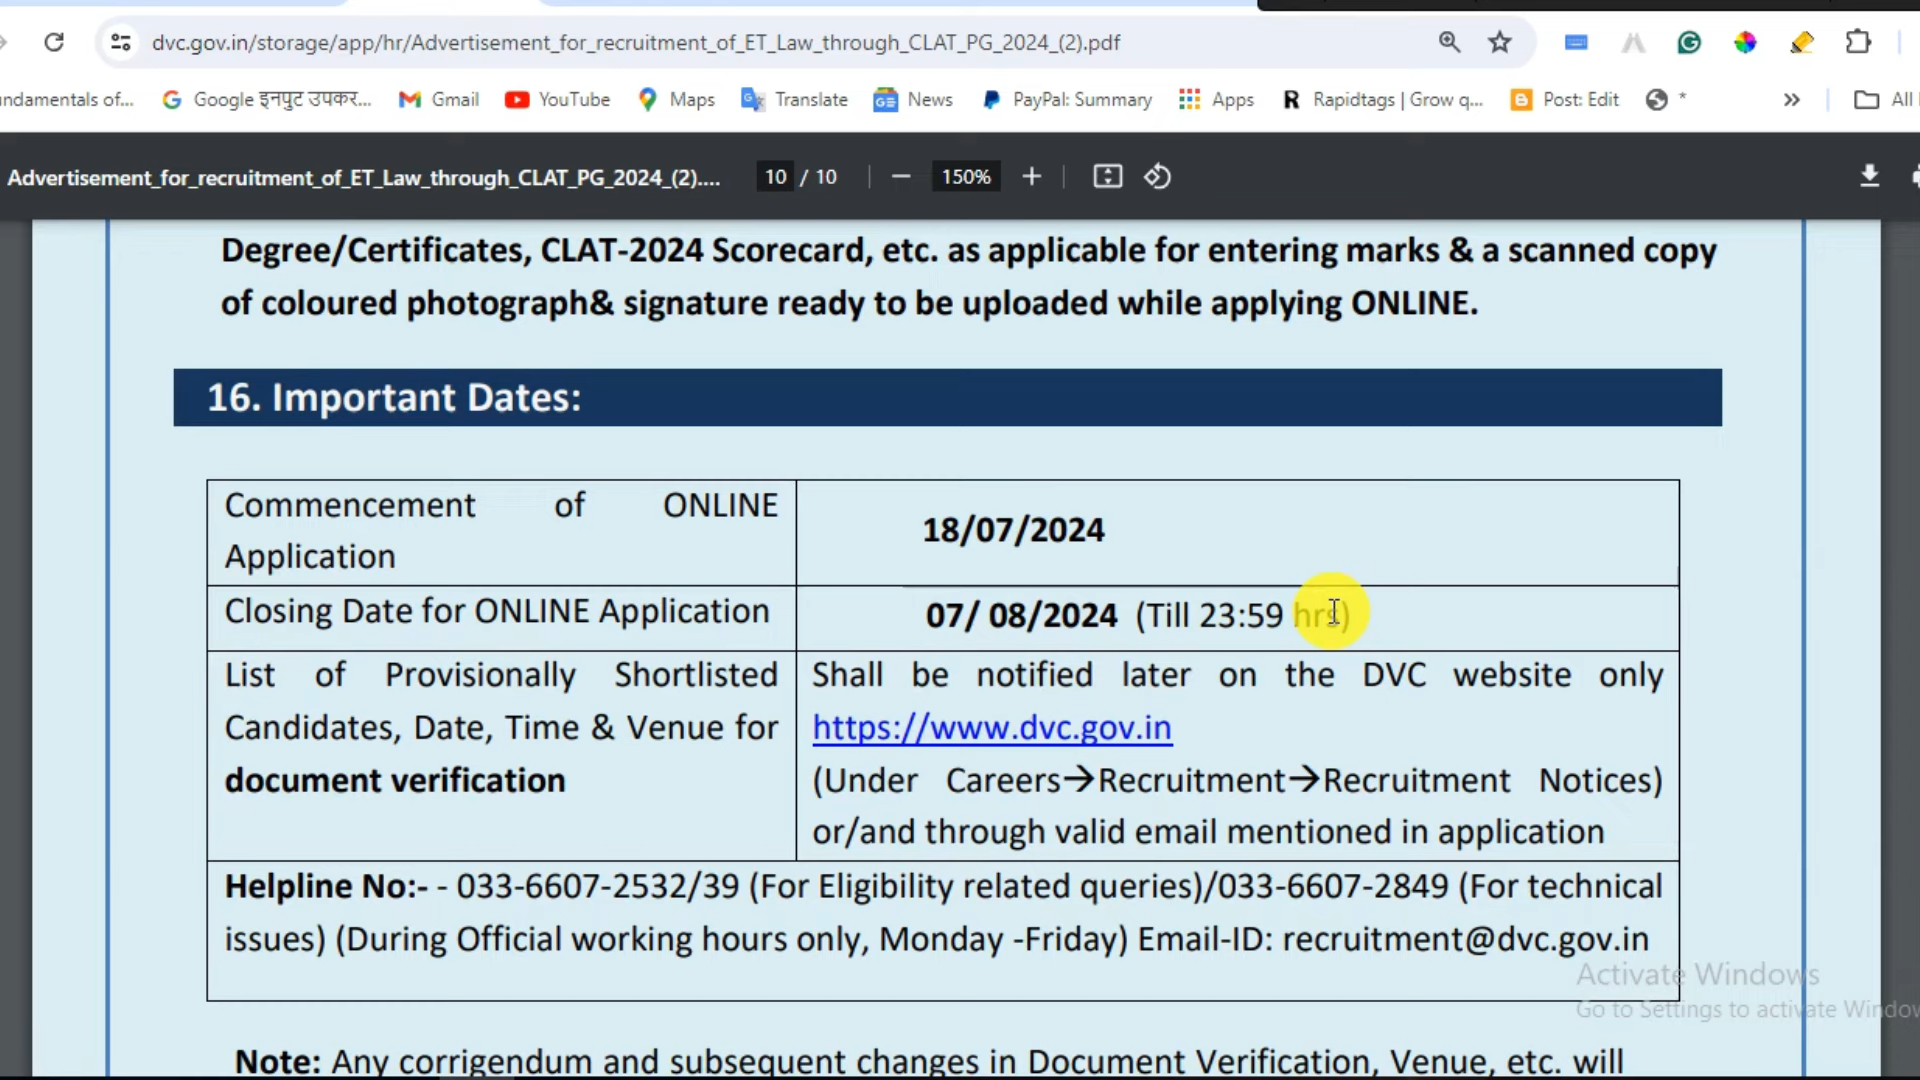 dvc.gov.in/storage/app/hr/Advertisement_for_recruitment_of_ET_Law_through_CLAT_PG_2024_(2).pdf
ndamentals of... Google इनपुट उपकर... Gmail YouTube Maps Translate News PayPal: Summary Apps Rapidtags | Grow q... Post: Edit * » All
Advertisement_for_recruitment_of_ET_Law_through_CLAT_PG_2024_(2).... 10 / 10 150%
Degree/Certificates, CLAT-2024 Scorecard, etc. as applicable for entering marks & a scanned copy
of coloured photograph& signature ready to be uploaded while applying ONLINE.
16. Important Dates:
Commencement of ONLINE
Application
18/07/2024
Closing Date for ONLINE Application
07/ 08/2024 (Till 23:59 hrs)
List of Provisionally Shortlisted
Candidates, Date, Time & Venue for
document verification
Shall be notified later on the DVC website only
https://www.dvc.gov.in
(Under Careers→Recruitment→Recruitment Notices)
or/and through valid email mentioned in application
Helpline No:- - 033-6607-2532/39 (For Eligibility related queries)/033-6607-2849 (For technical
issues) (During Official working hours only, Monday -Friday) Email-ID: recruitment@dvc.gov.in
Activate Windows
Go to Settings to activate Windo
Note: Any corrigendum and subsequent changes in Document Verification, Venue, etc. will